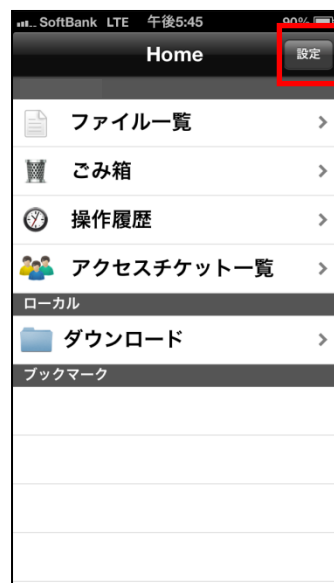 SoftBank LTE 午後5:45 90%
Home 設定
ファイル一覧
ごみ箱
操作履歴
アクセスチケット一覧
ローカル
ダウンロード
ブックマーク